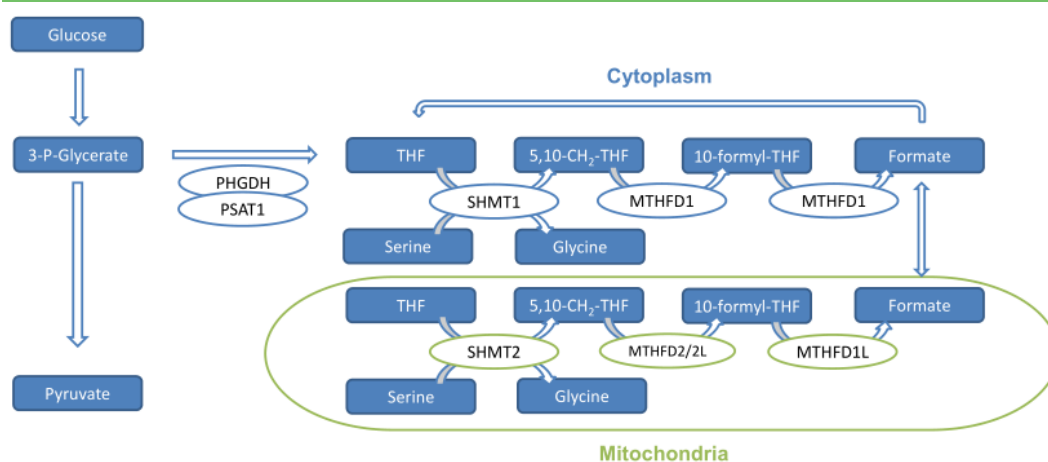 Glucose
Cytoplasm
3-P-Glycerate
THF
5,10-CH₂-THF
10-formyl-THF
Formate
PHGDH
PSAT1
SHMT1
MTHFD1
MTHFD1
Serine
Glycine
THF
5,10-CH₂-THF
10-formyl-THF
Formate
SHMT2
MTHFD2/2L
MTHFD1L
Pyruvate
Serine
Glycine
Mitochondria